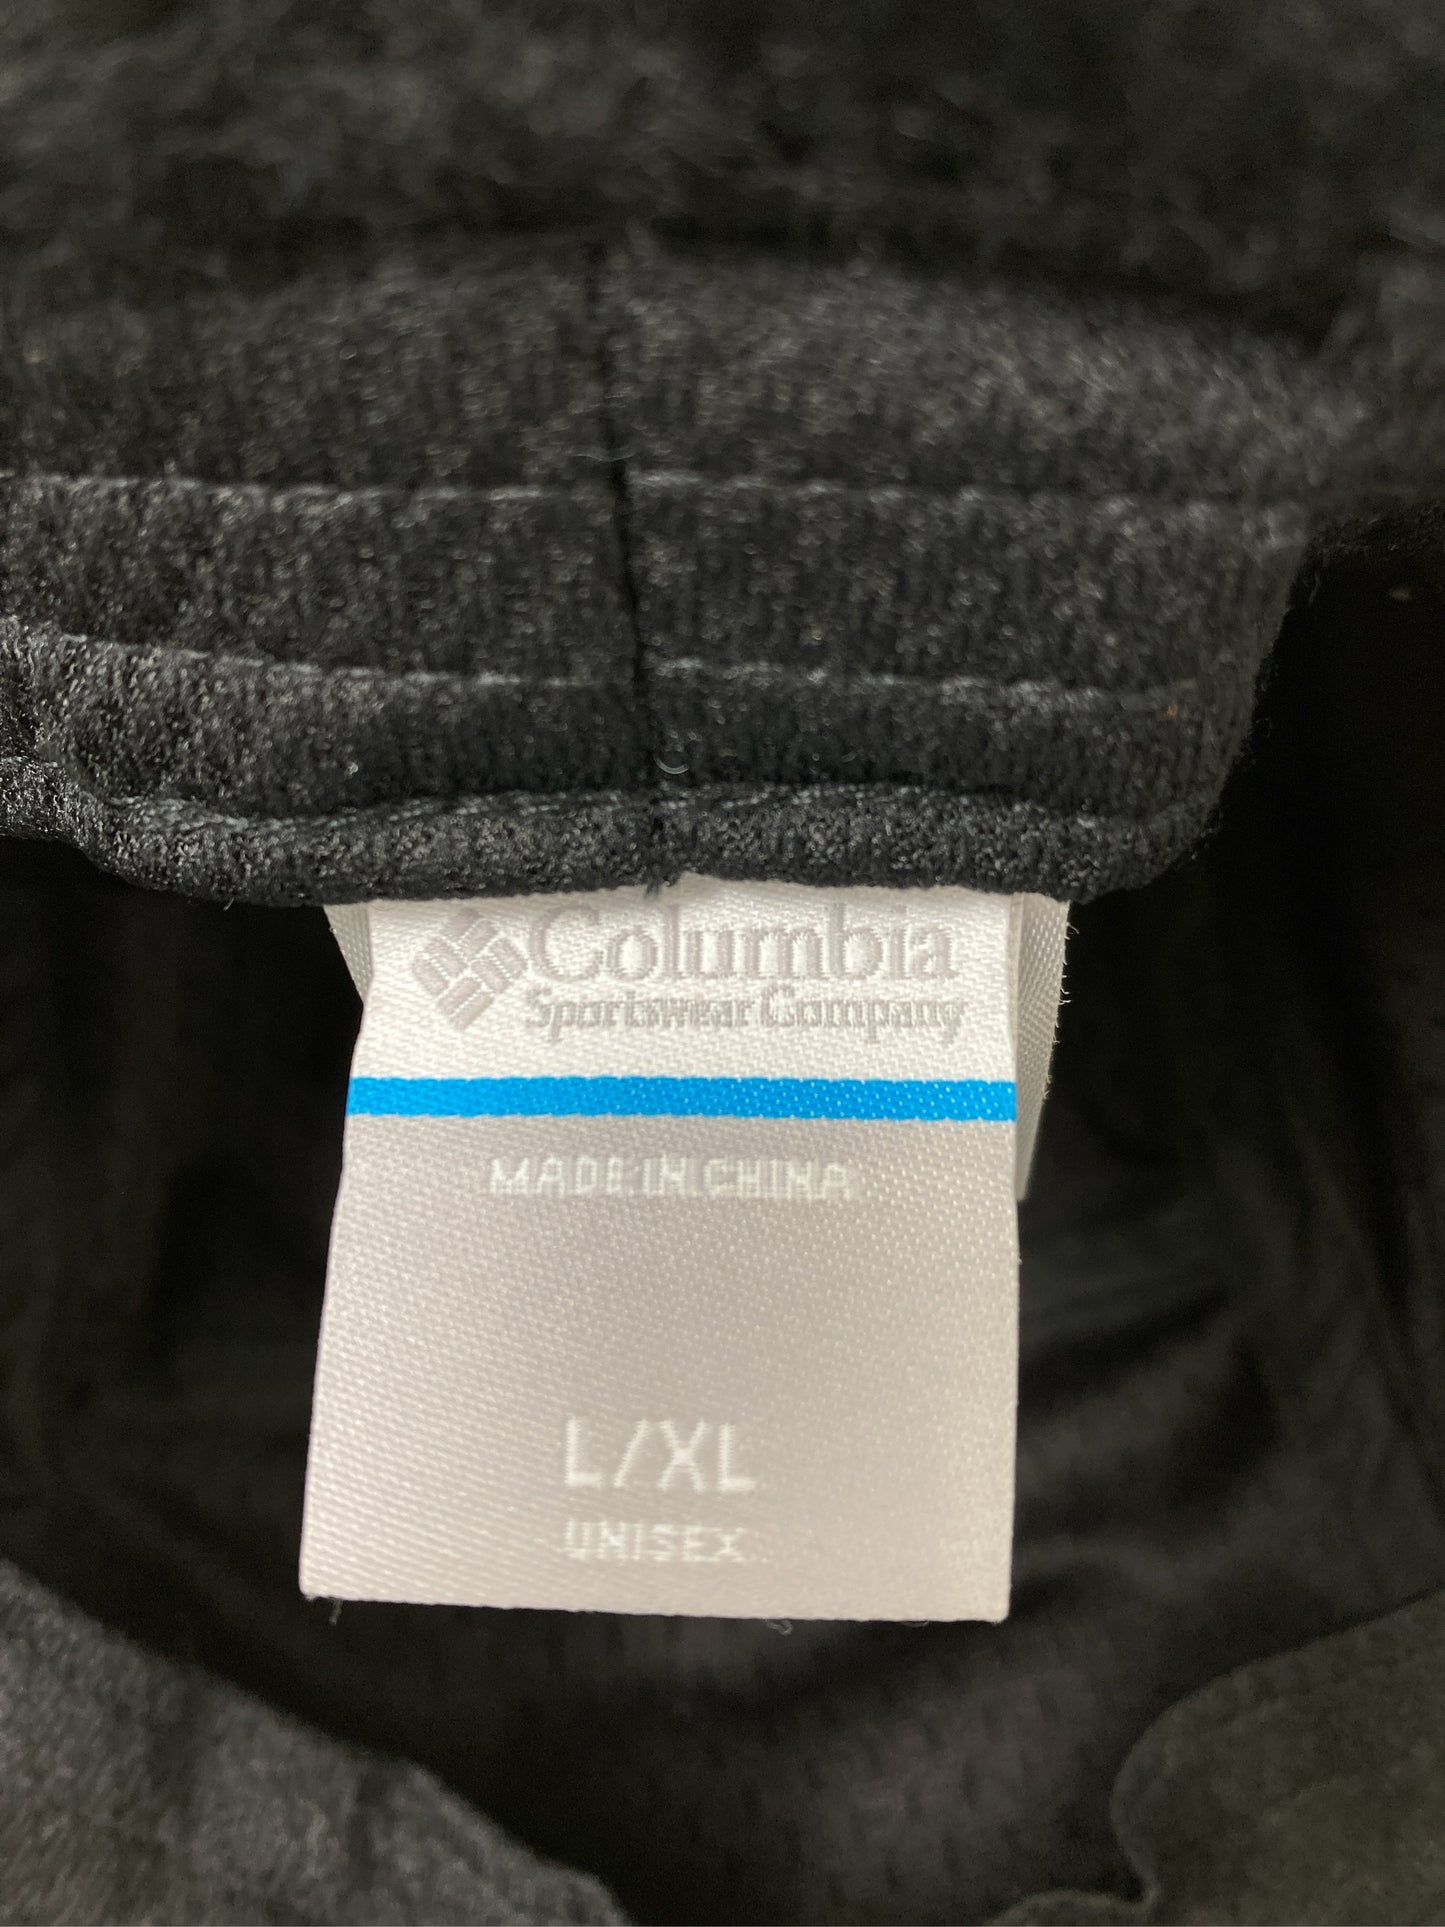 Columbia
Sportswear Company
MADE IN CHINA
L/XL
UNISEX